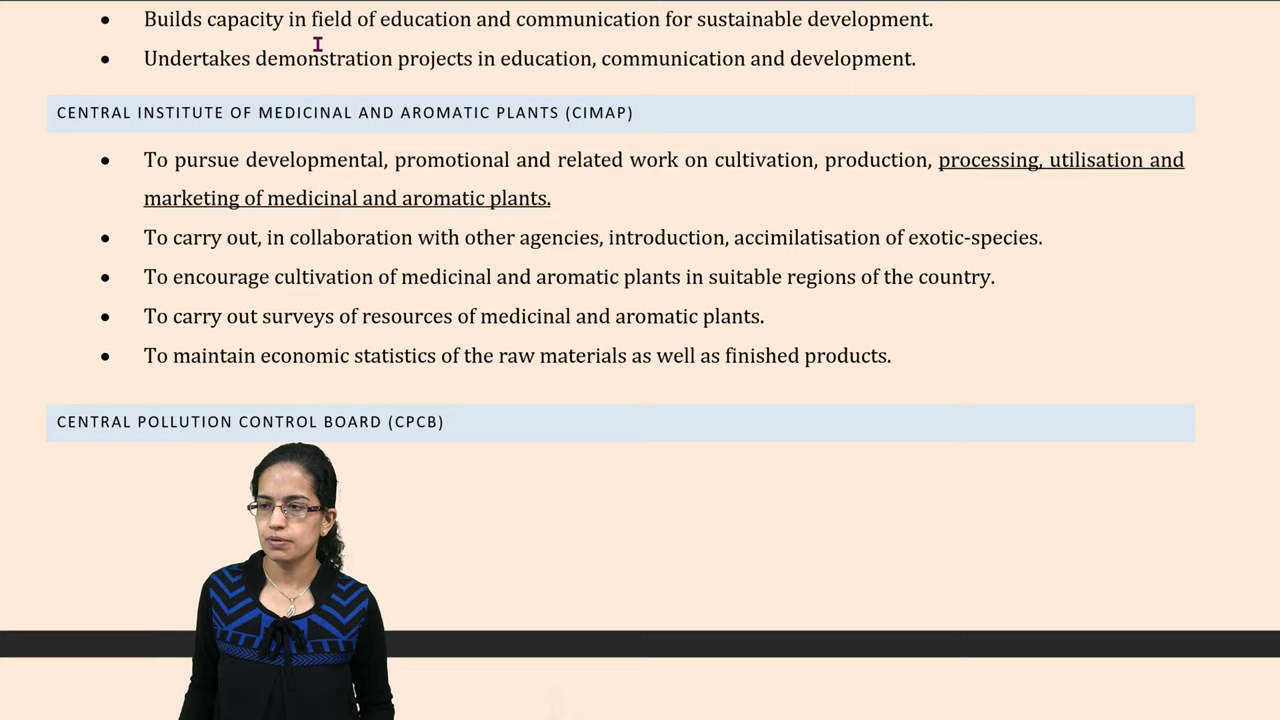 • Builds capacity in field of education and communication for sustainable development.
• Undertakes demonstration projects in education, communication and development.
CENTRAL INSTITUTE OF MEDICINAL AND AROMATIC PLANTS (CIMAP)
• To pursue developmental, promotional and related work on cultivation, production, processing, utilisation and
marketing of medicinal and aromatic plants.
• To carry out, in collaboration with other agencies, introduction, accimilatisation of exotic-species.
• To encourage cultivation of medicinal and aromatic plants in suitable regions of the country.
• To carry out surveys of resources of medicinal and aromatic plants.
• To maintain economic statistics of the raw materials as well as finished products.
CENTRAL POLLUTION CONTROL BOARD (CPCB)